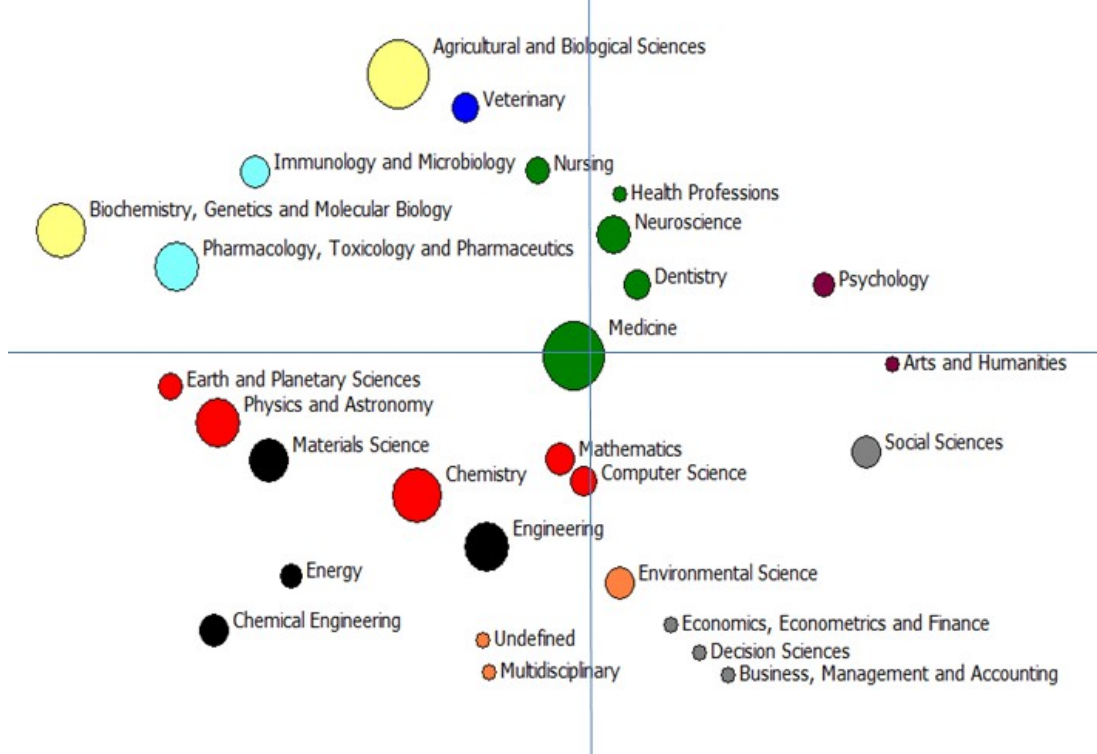 Agricultural and Biological Sciences
Veterinary
Immunology and Microbiology
Nursing
Health Professions
Biochemistry, Genetics and Molecular Biology
Neuroscience
Pharmacology, Toxicology and Pharmaceutics
Dentistry
Psychology
Medicine
Arts and Humanities
Earth and Planetary Sciences
Physics and Astronomy
Materials Science
Social Sciences
Mathematics
Chemistry
Computer Science
Engineering
Energy
Environmental Science
Chemical Engineering
Economics, Econometrics and Finance
Undefined
Decision Sciences
Multidisciplinary
Business, Management and Accounting